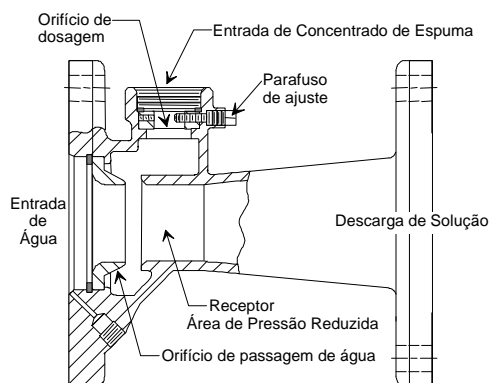 Orifício de
dosagem
Entrada de Concentrado de Espuma
Parafuso
de ajuste
Entrada
de
Água
Descarga de Solução
Receptor
Área de Pressão Reduzida
Orifício de passagem de água